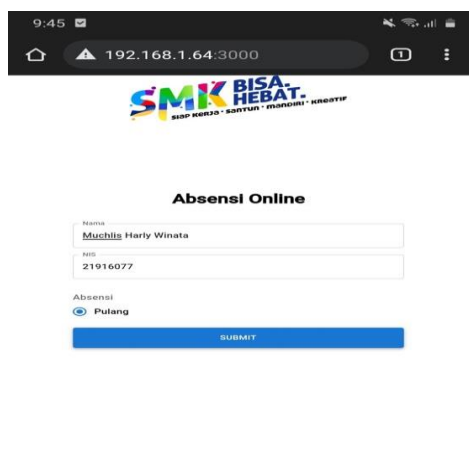 9:45
192.168.1.64:3000
1
SMK BISA.
HEBAT.
SIAP KERJA · SANTUN · MANDIRI · KREATIF
Absensi Online
Nama
Muchlis Harly Winata
NIS
21916077
Absensi
Pulang
SUBMIT